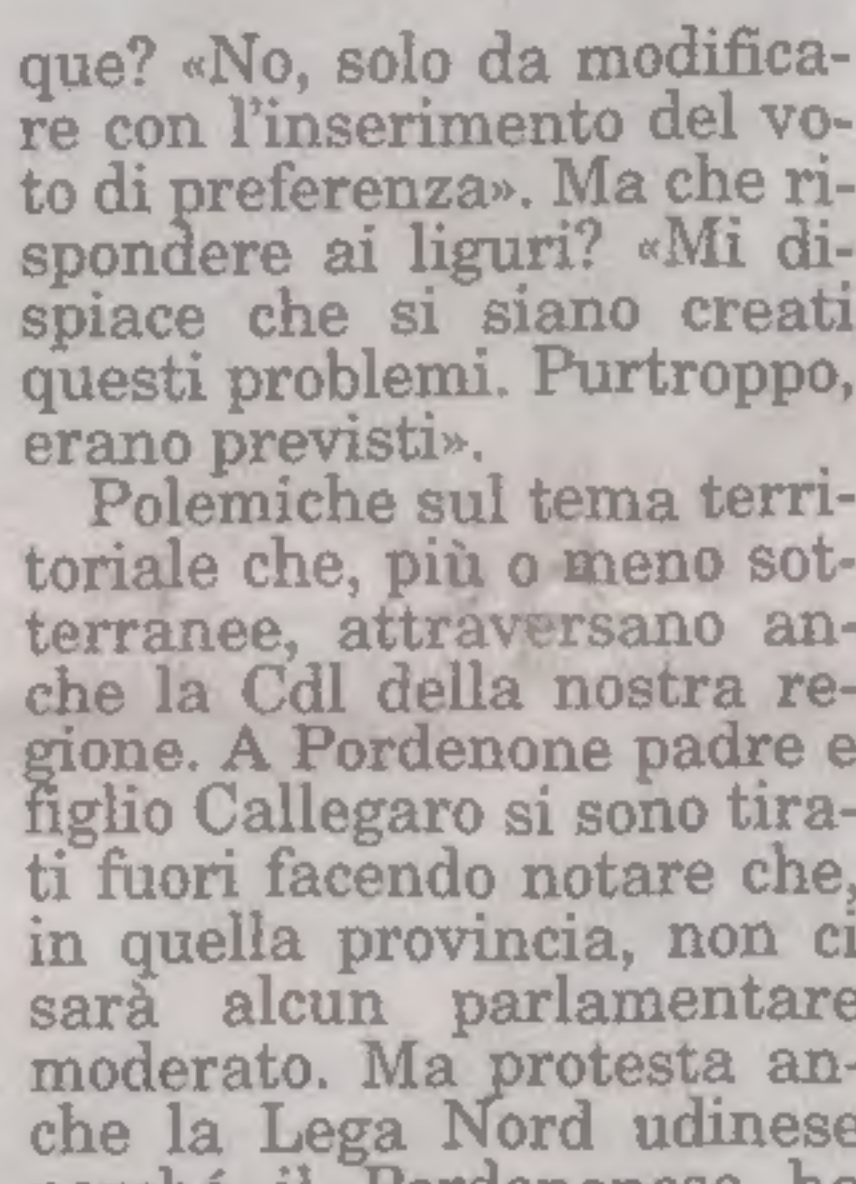 que? «No, solo da modifica-
re con l'inserimento del vo-
to di preferenza». Ma che ri-
spondere ai liguri? «Mi di-
spiace che si siano creati
questi problemi. Purtroppo,
erano previsti».
Polemiche sul tema terri-
toriale che, più o meno sot-
terranee, attraversano an-
che la Cdl della nostra re-
gione. A Pordenone padre e
figlio Callegaro si sono tira-
ti fuori facendo notare che,
in quella provincia, non ci
sarà alcun parlamentare
moderato. Ma protesta an-
che la Lega Nord udinese